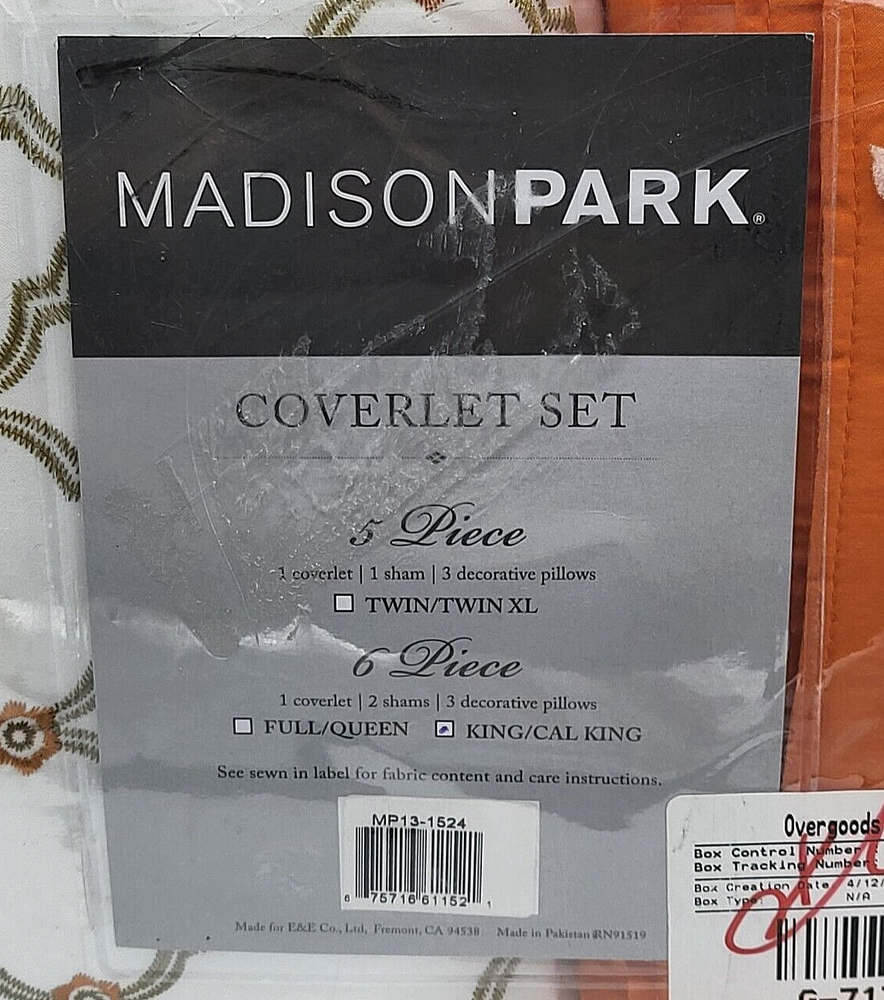 MADISONPARK®
COVERLET SET
5 Piece
1 coverlet | 1 sham | 3 decorative pillows
TWIN/TWIN XL
6 Piece
1 coverlet | 2 shams | 3 decorative pillows
FULL/QUEEN KING/CAL KING
See sewn in label for fabric content and care instructions.
MP13-1524
6 75716 61152 1
Made for E&E Co., Ltd, Fremont, CA 94538 Made in Pakistan RN91519
Overgoods
Box Control Number
Box Tracking Number:
Box Creation Date 4/12/
Box Type: N/A